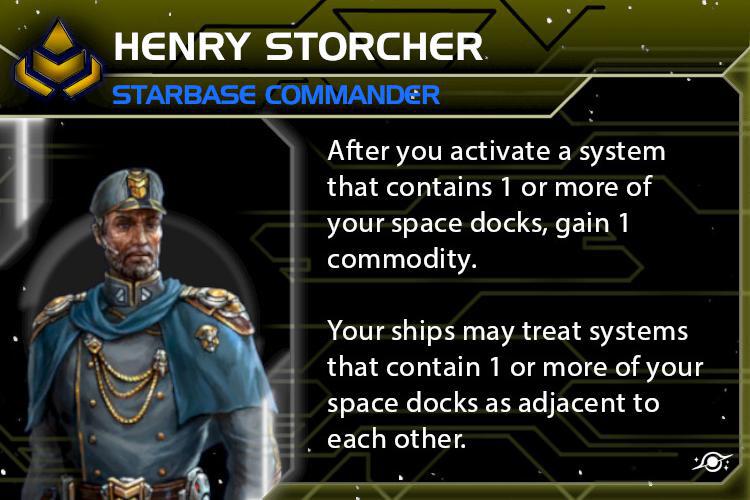 HENRY STORCHER
STARBASE COMMANDER
After you activate a system
that contains 1 or more of
your space docks, gain 1
commodity.
Your ships may treat systems
that contain 1 or more of your
space docks as adjacent to
each other.